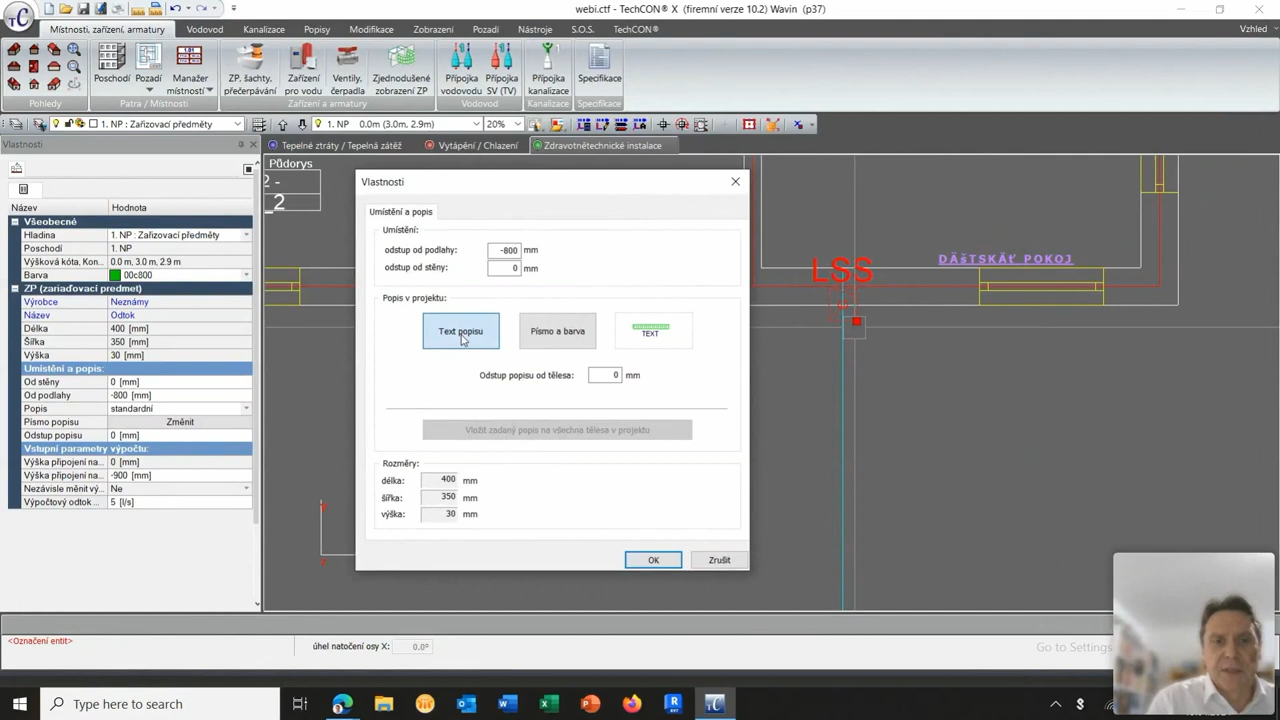 webi.ctf - TechCON® X (firemní verze 10.2) Wavin (p37)
Místnosti, zařízení, armatury Vodovod Kanalizace Popisy Modifikace Zobrazení Pozadí Nástroje S.O.S. TechCON® Vzhled
Poschodí Pozadí Manažer místností
ZP, šachty, přečerpávání
Zařízení pro vodu
Ventily, čerpadla
Zjednodušené zobrazení ZP
Přípojka vodovodu
Přípojka SV (TV)
Přípojka kanalizace
Specifikace
Pohledy Patra / Místnosti Zařízení a armatury Vodovod Kanalizace Specifikace
1. NP : Zařizovací předměty 1. NP 0.0m (3.0m, 2.9m) 20%
Vlastnosti
Tepelné ztráty / Tepelná zátěž Vytápění / Chlazení Zdravotnětechnické instalace
Název Hodnota
Všeobecné
Hladina 1. NP : Zařizovací předměty
Poschodí 1. NP
Výšková kóta, Kon... 0.0 m, 3.0 m, 2.9 m
Barva 00c800
ZP (zariaďovací predmet)
Výrobce Neznámý
Název Odtok
Délka 400 [mm]
Šířka 350 [mm]
Výška 30 [mm]
Umístění a popis:
Od stěny 0 [mm]
Od podlahy -800 [mm]
Popis standardní
Písmo popisu Změnit
Odstup popisu 0 [mm]
Vstupní parametry výpočtu:
Výška připojení na... 0 [mm]
Výška připojení na... -900 [mm]
Nezávisle měnit vý... Ne
Výpočtový odtok ... 5 [l/s]
Půdorys
2 -
_2
Vlastnosti
Umístění a popis
Umístění:
odstup od podlahy: -800 mm
odstup od stěny: 0 mm
Popis v projektu:
Text popisu Písmo a barva TEXT
Odstup popisu od tělesa: 0 mm
Vložit zadaný popis na všechna tělesa v projektu
Rozměry:
délka: 400 mm
šířka: 350 mm
výška: 30 mm
OK Zrušit
LSS
DÄšTSKÅť POKOJ
<Označení entit>
úhel natočení osy X: 0.0°
Go to Settings
Type here to search